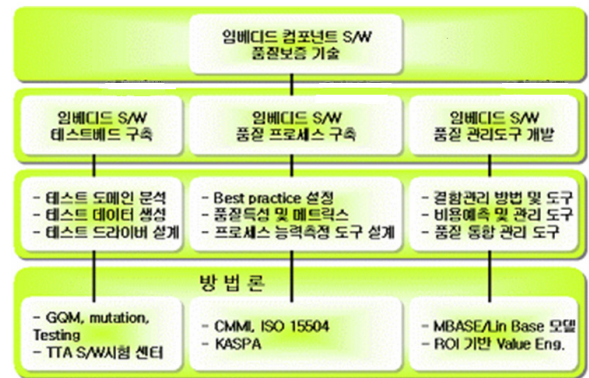 임베디드 컴포넌트 S/W
품질보증 기술
임베디드 S/W
테스트베드 구축
임베디드 S/W
품질 프로세스 구축
임베디드 S/W
품질 관리도구 개발
- 테스트 도메인 분석
- 테스트 데이터 생성
- 테스트 드라이버 설계
- Best practice 설정
- 품질특성 및 메트릭스
- 프로세스 능력측정 도구 설계
- 결함관리 방법 및 도구
- 비용예측 및 관리 도구
- 품질 통합 관리 도구
방 법 론
- GQM, mutation,
Testing
- TTA S/W시험 센터
- CMMI, ISO 15504
- KASPA
- MBASE/Lin Base 모델
- ROI 기반 Value Eng.